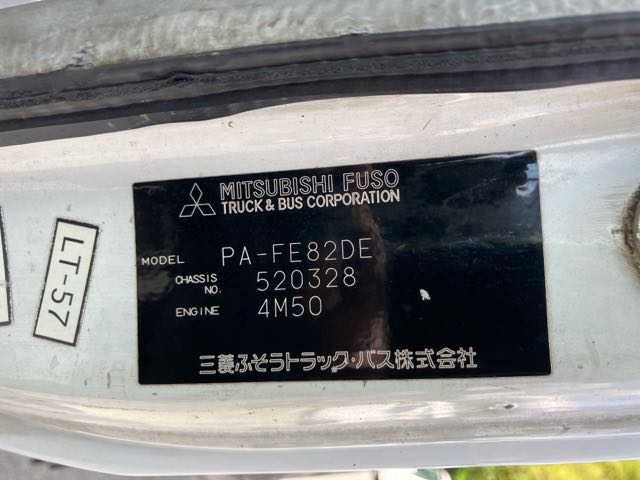 MITSUBISHI FUSO
TRUCK & BUS CORPORATION
MODEL PA-FE82DE
CHASSIS NO. 520328
ENGINE 4M50
三菱ふそうトラック・バス株式会社
LT-57